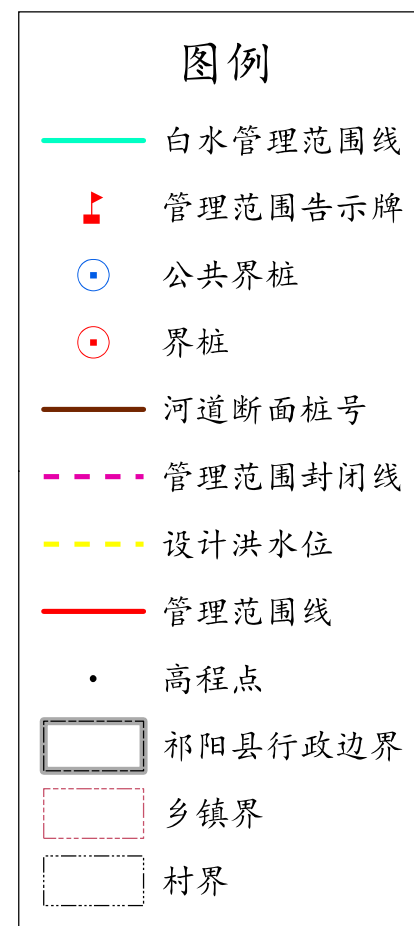 图例
白水管理范围线
管理范围告示牌
公共界桩
界桩
河道断面桩号
管理范围封闭线
设计洪水位
管理范围线
高程点
祁阳县行政边界
乡镇界
村界